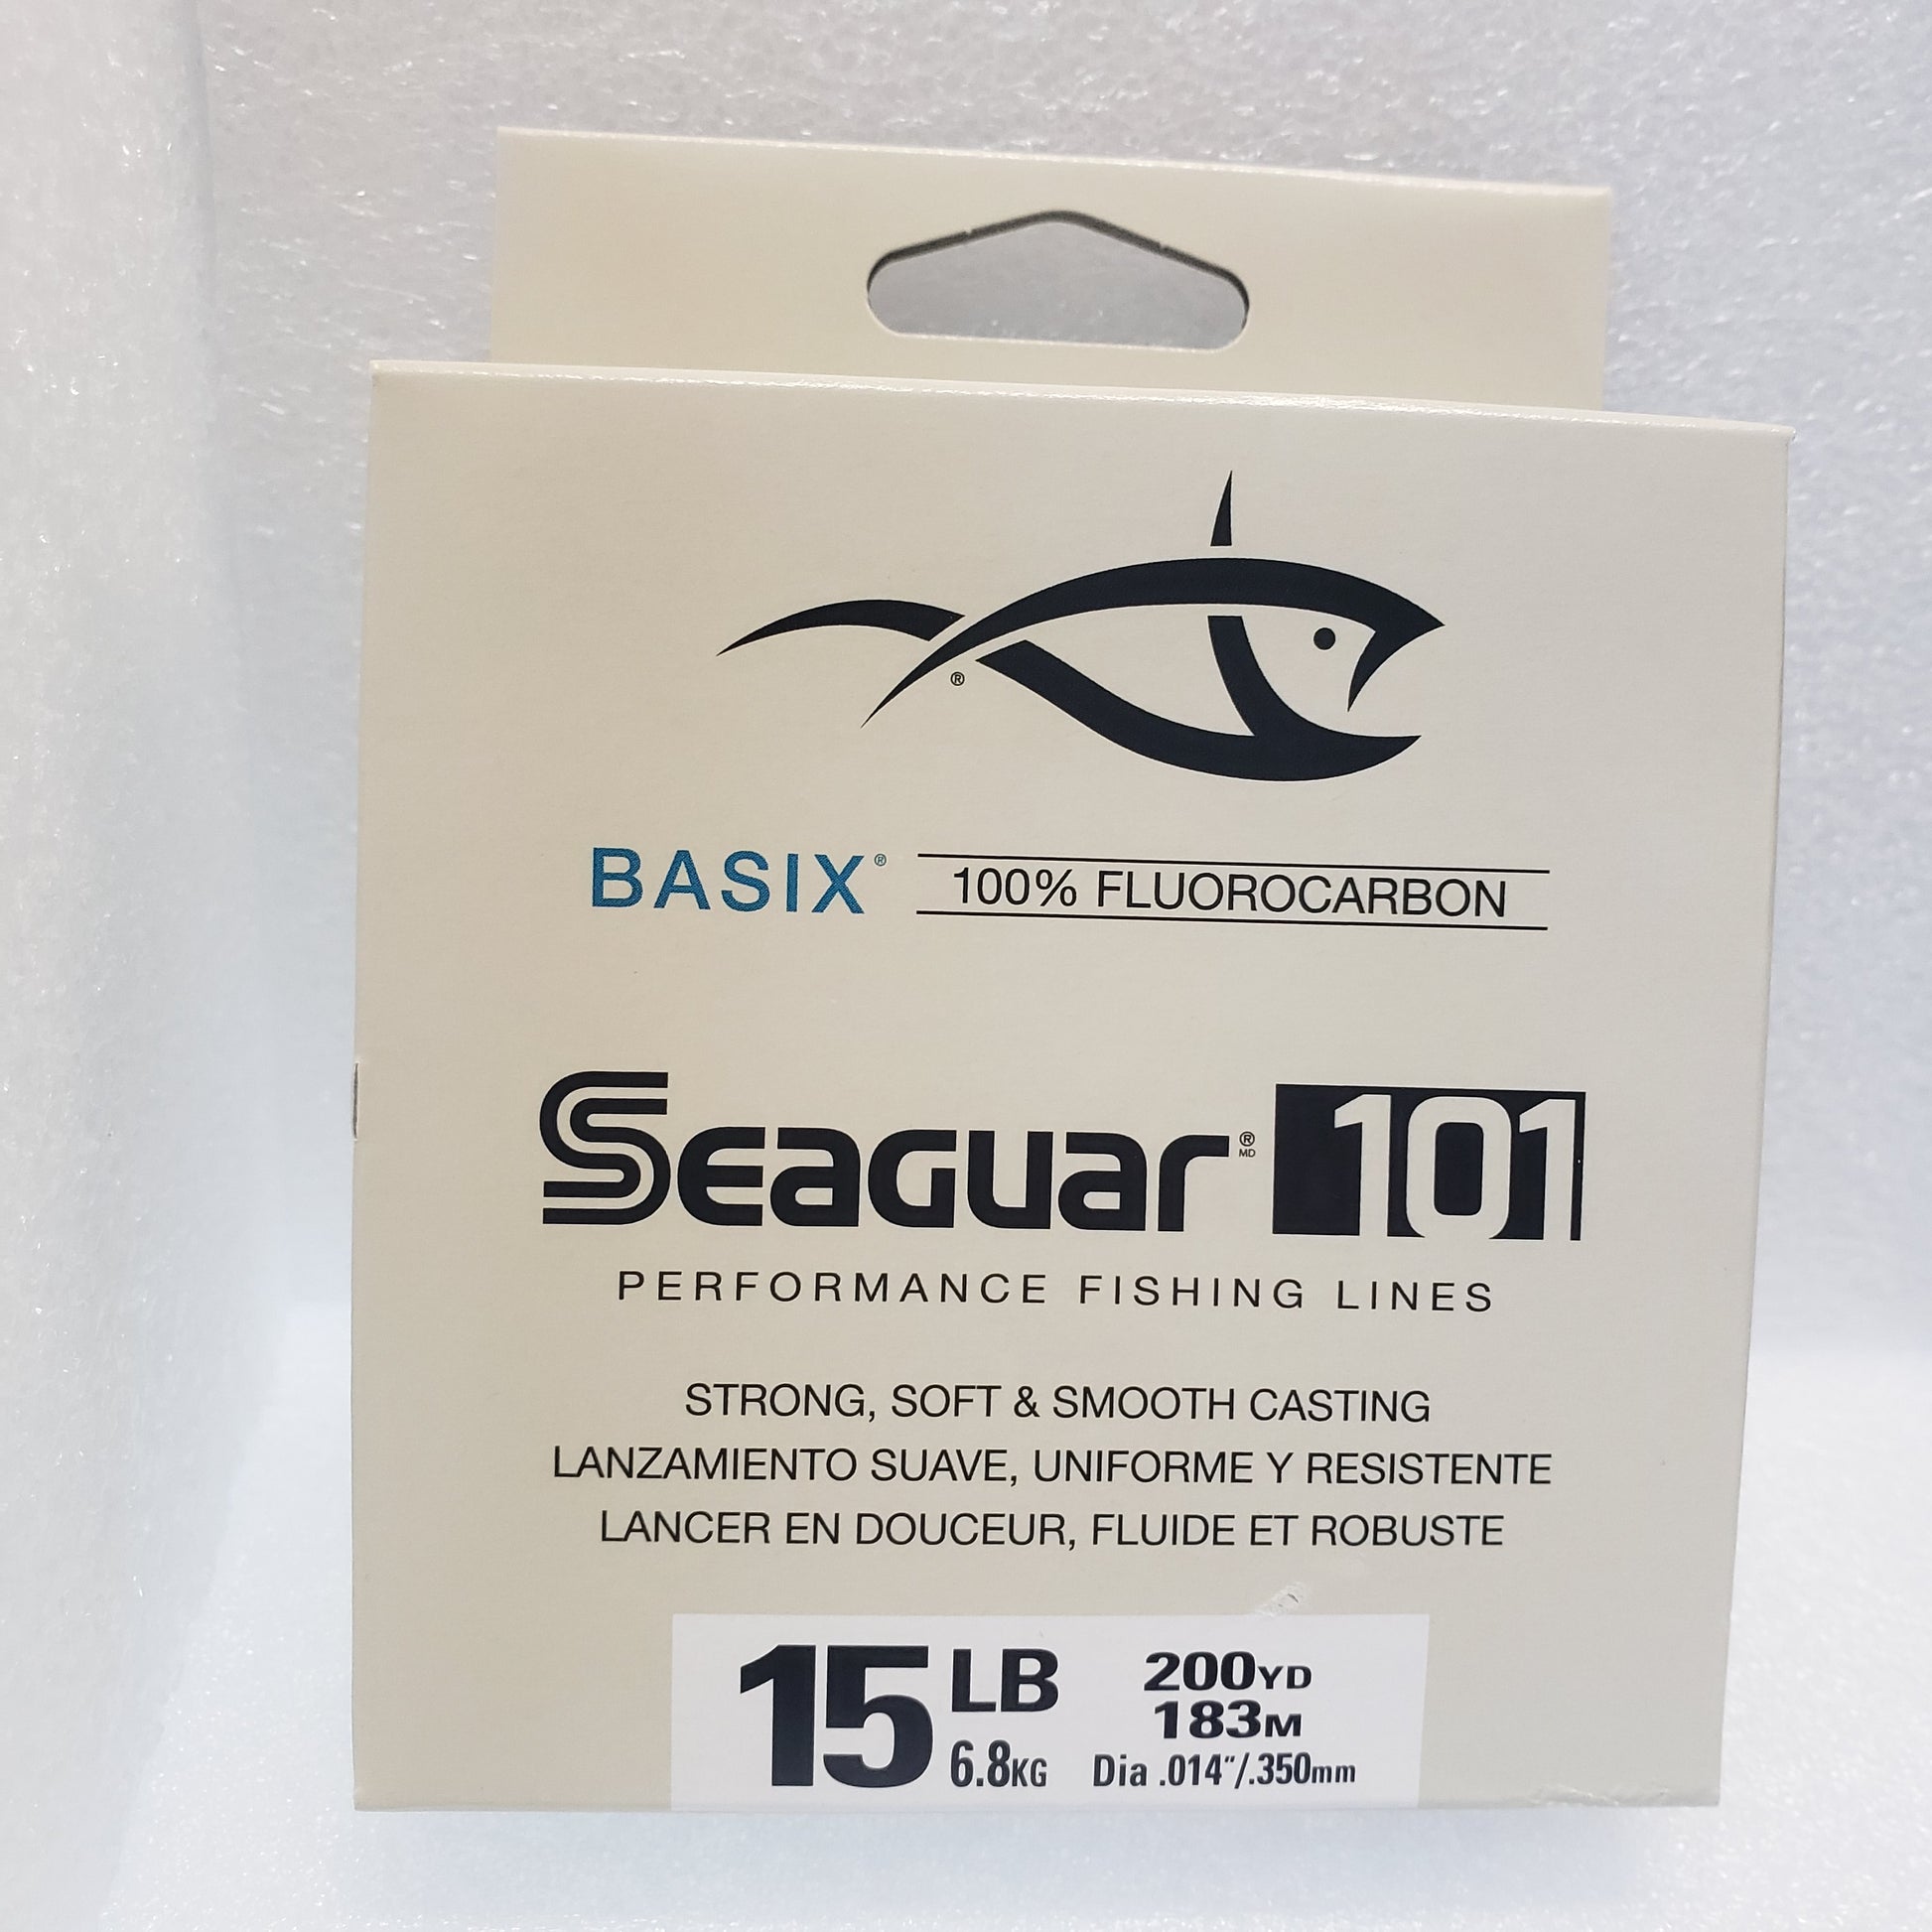 ®
BASIX® 100% FLUOROCARBON
Seaguar® MD 101
PERFORMANCE FISHING LINES
STRONG, SOFT & SMOOTH CASTING
LANZAMIENTO SUAVE, UNIFORME Y RESISTENTE
LANCER EN DOUCEUR, FLUIDE ET ROBUSTE
15 LB 200YD
183M
6.8KG Dia .014"/.350mm